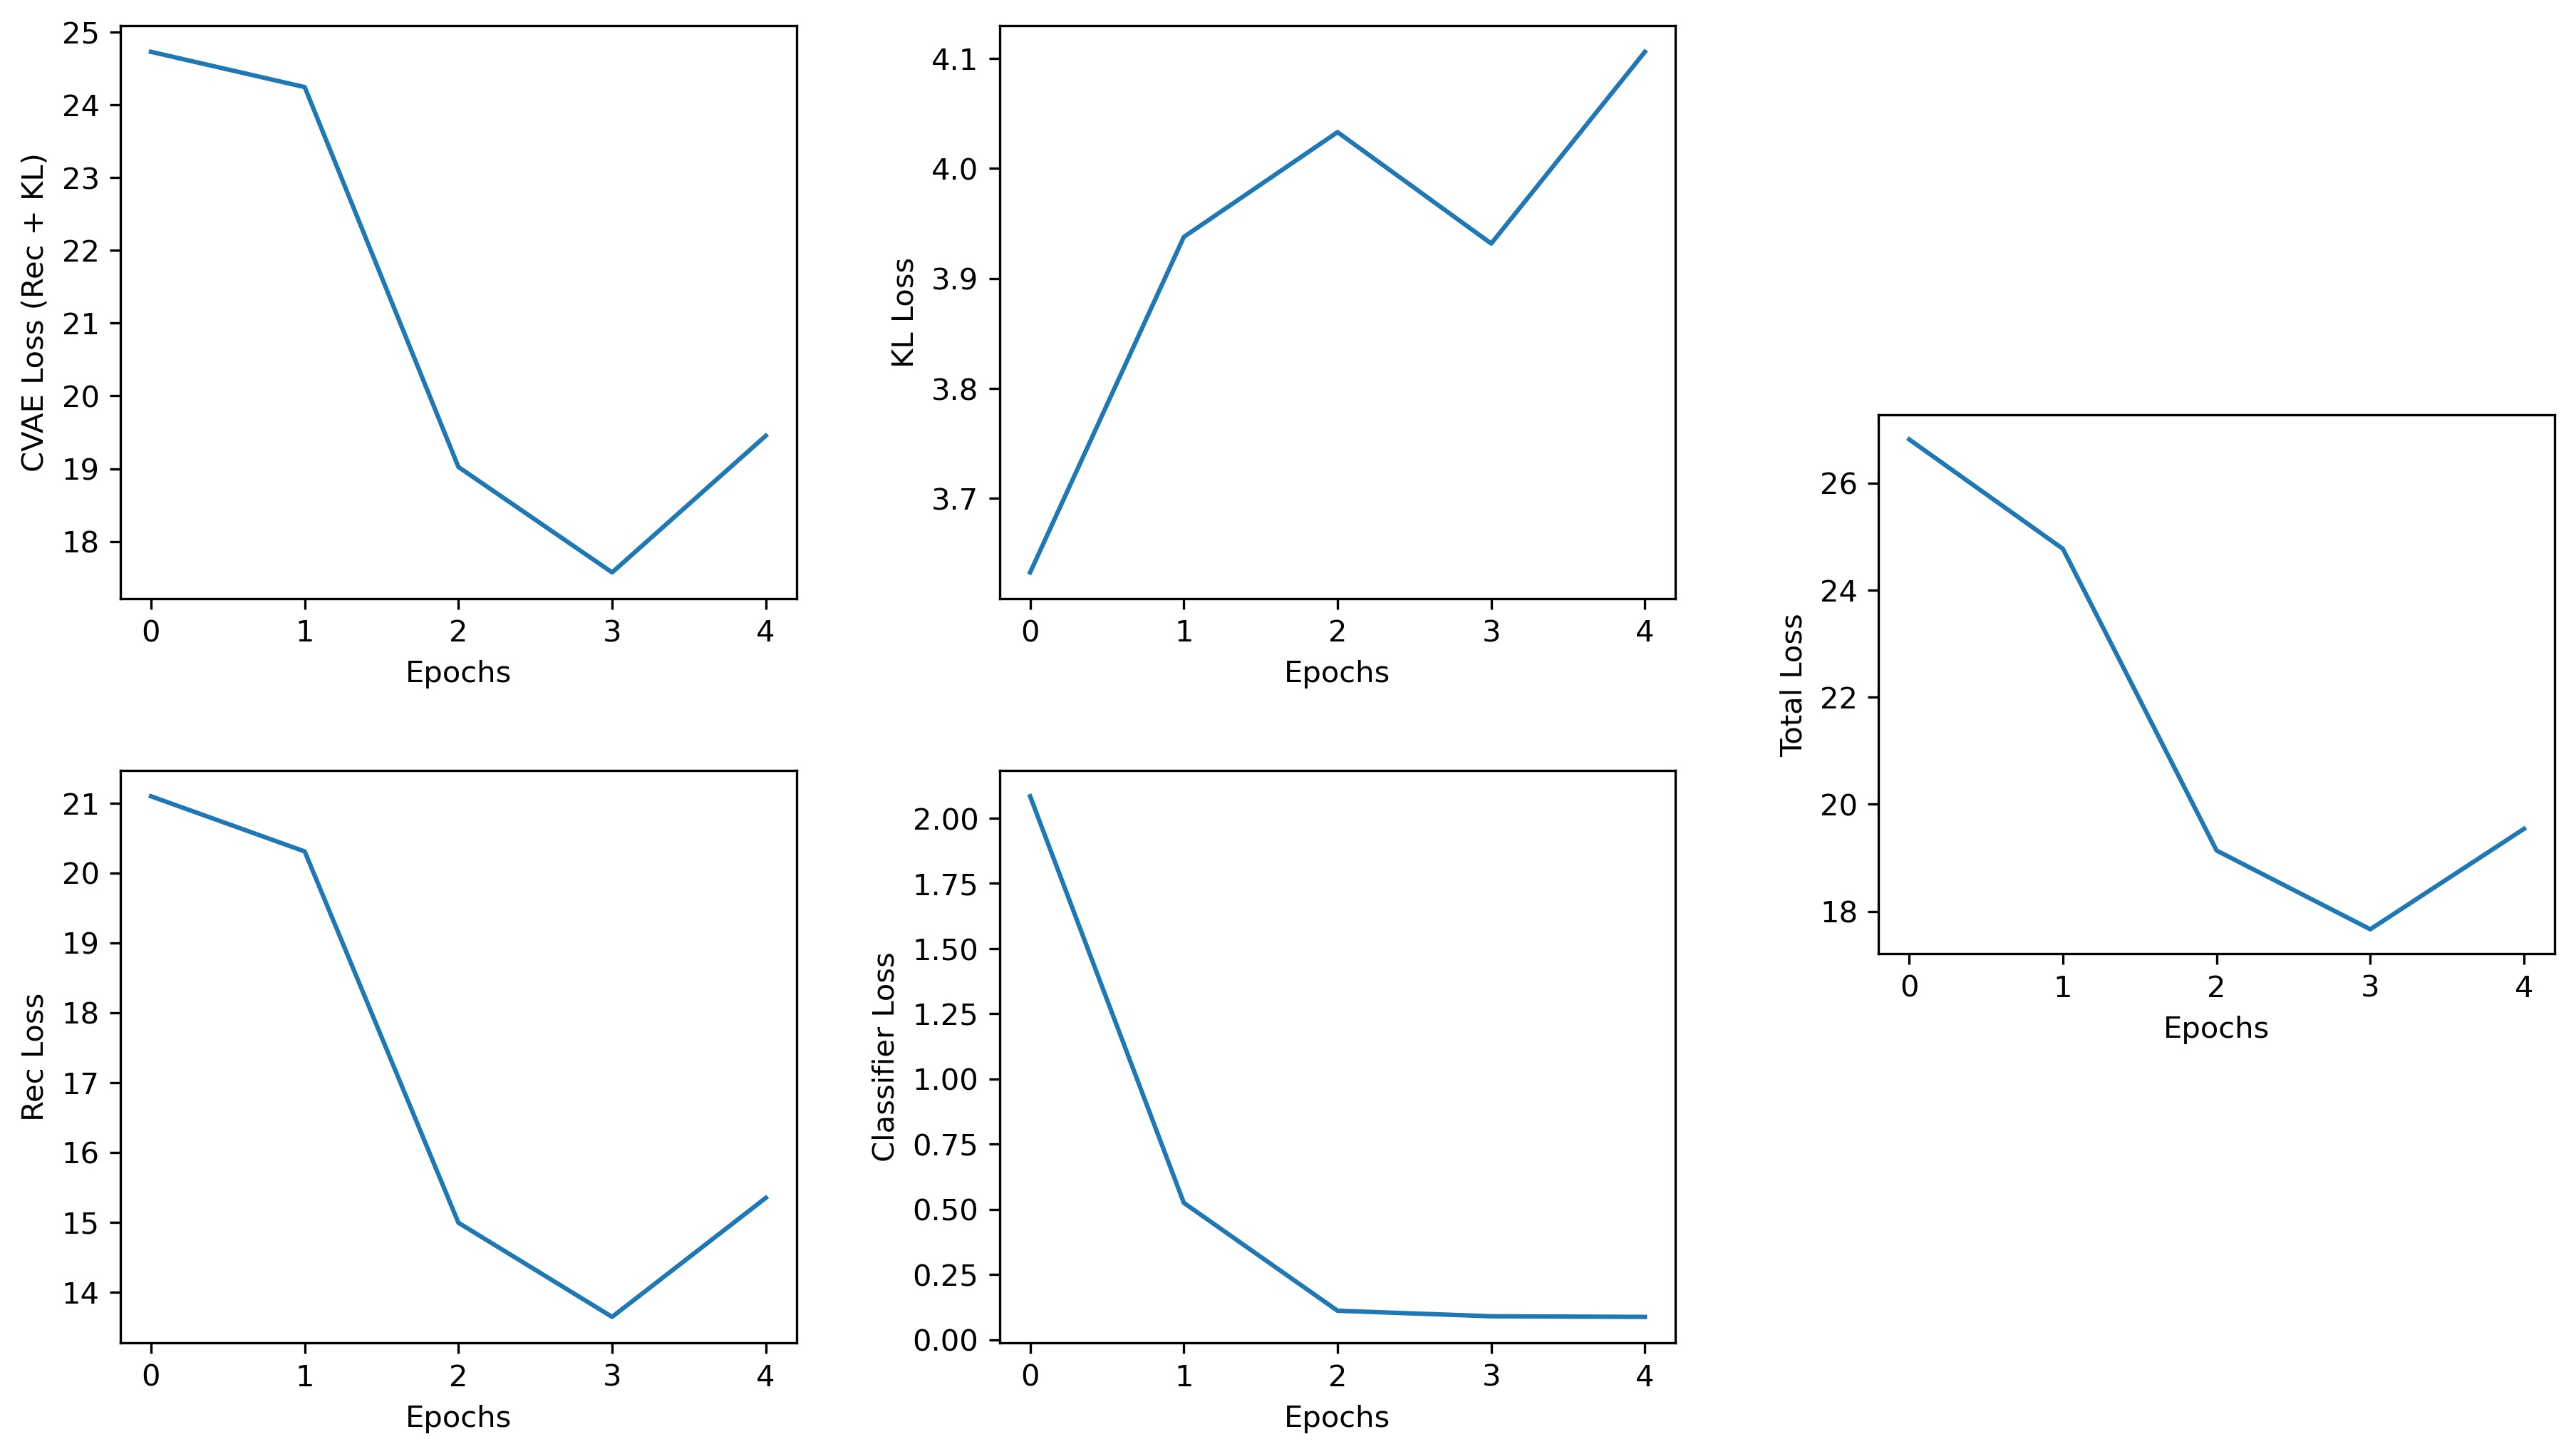 CVAE Loss (Rec + KL)
25
24
23
22
21
20
19
18
0 1 2 3 4
Epochs
KL Loss
4.1
4.0
3.9
3.8
3.7
0 1 2 3 4
Epochs
Rec Loss
21
20
19
18
17
16
15
14
0 1 2 3 4
Epochs
Classifier Loss
2.00
1.75
1.50
1.25
1.00
0.75
0.50
0.25
0.00
0 1 2 3 4
Epochs
Total Loss
26
24
22
20
18
0 1 2 3 4
Epochs